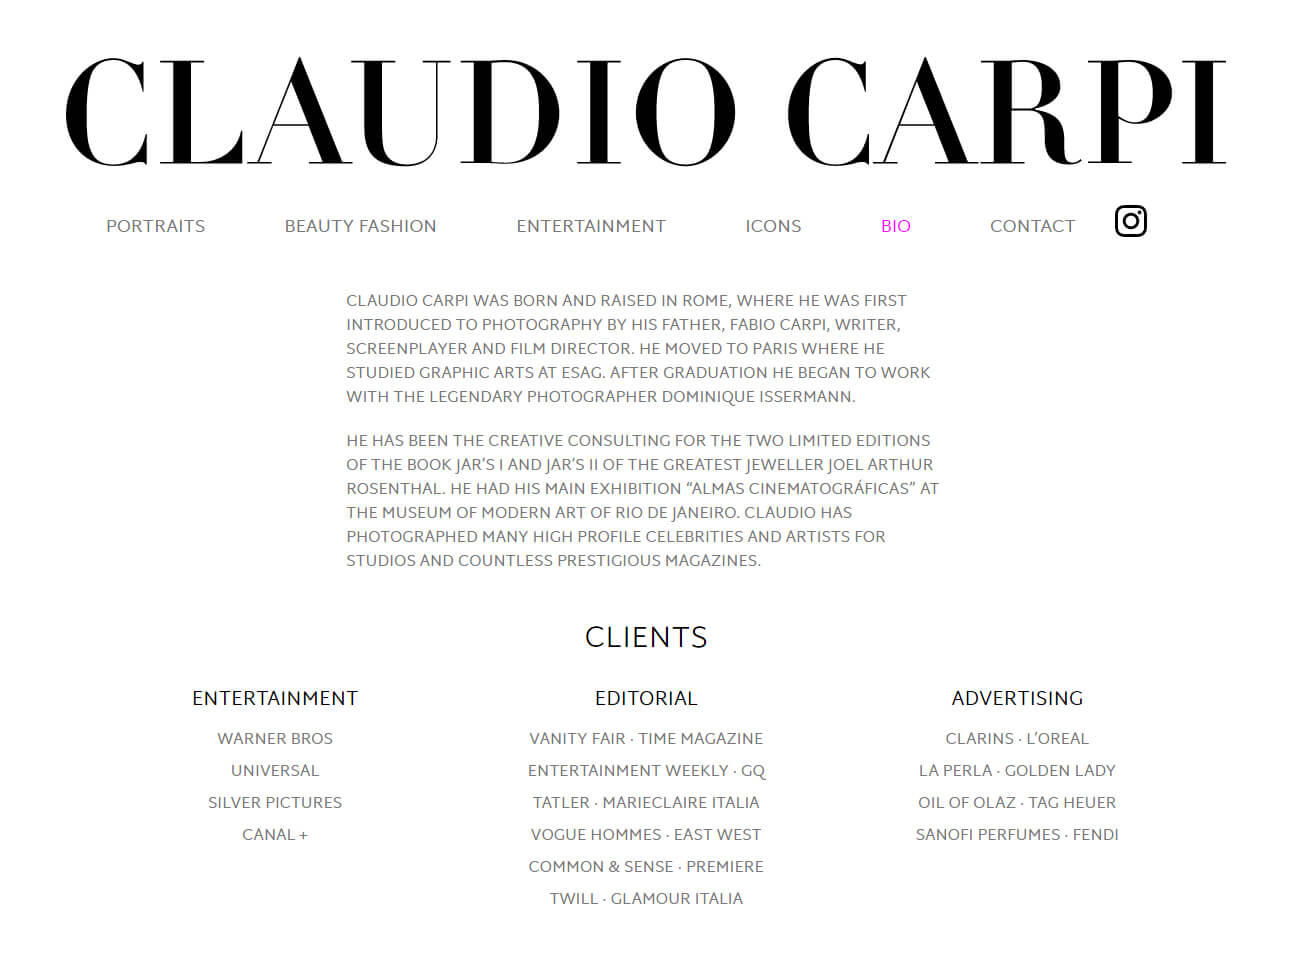 CLAUDIO CARPI
PORTRAITS BEAUTY FASHION ENTERTAINMENT ICONS BIO CONTACT
CLAUDIO CARPI WAS BORN AND RAISED IN ROME, WHERE HE WAS FIRST
INTRODUCED TO PHOTOGRAPHY BY HIS FATHER, FABIO CARPI, WRITER,
SCREENPLAYER AND FILM DIRECTOR. HE MOVED TO PARIS WHERE HE
STUDIED GRAPHIC ARTS AT ESAG. AFTER GRADUATION HE BEGAN TO WORK
WITH THE LEGENDARY PHOTOGRAPHER DOMINIQUE ISSERMANN.
HE HAS BEEN THE CREATIVE CONSULTING FOR THE TWO LIMITED EDITIONS
OF THE BOOK JAR’S I AND JAR’S II OF THE GREATEST JEWELLER JOEL ARTHUR
ROSENTHAL. HE HAD HIS MAIN EXHIBITION “ALMAS CINEMATOGRÁFICAS” AT
THE MUSEUM OF MODERN ART OF RIO DE JANEIRO. CLAUDIO HAS
PHOTOGRAPHED MANY HIGH PROFILE CELEBRITIES AND ARTISTS FOR
STUDIOS AND COUNTLESS PRESTIGIOUS MAGAZINES.
CLIENTS
ENTERTAINMENT
WARNER BROS
UNIVERSAL
SILVER PICTURES
CANAL +
EDITORIAL
VANITY FAIR · TIME MAGAZINE
ENTERTAINMENT WEEKLY · GQ
TATLER · MARIECLAIRE ITALIA
VOGUE HOMMES · EAST WEST
COMMON & SENSE · PREMIERE
TWILL · GLAMOUR ITALIA
ADVERTISING
CLARINS · L’OREAL
LA PERLA · GOLDEN LADY
OIL OF OLAZ · TAG HEUER
SANOFI PERFUMES · FENDI